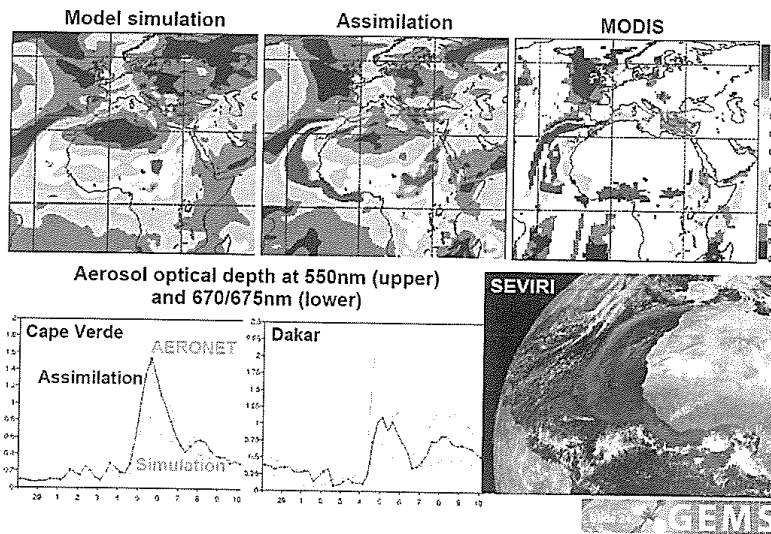 Model simulation
Assimilation
MODIS
Aerosol optical depth at 550nm (upper)
and 670/675nm (lower)
SEVIRI
Cape Verde
AERONET
Assimilation
Simulation
Dakar
GEMS